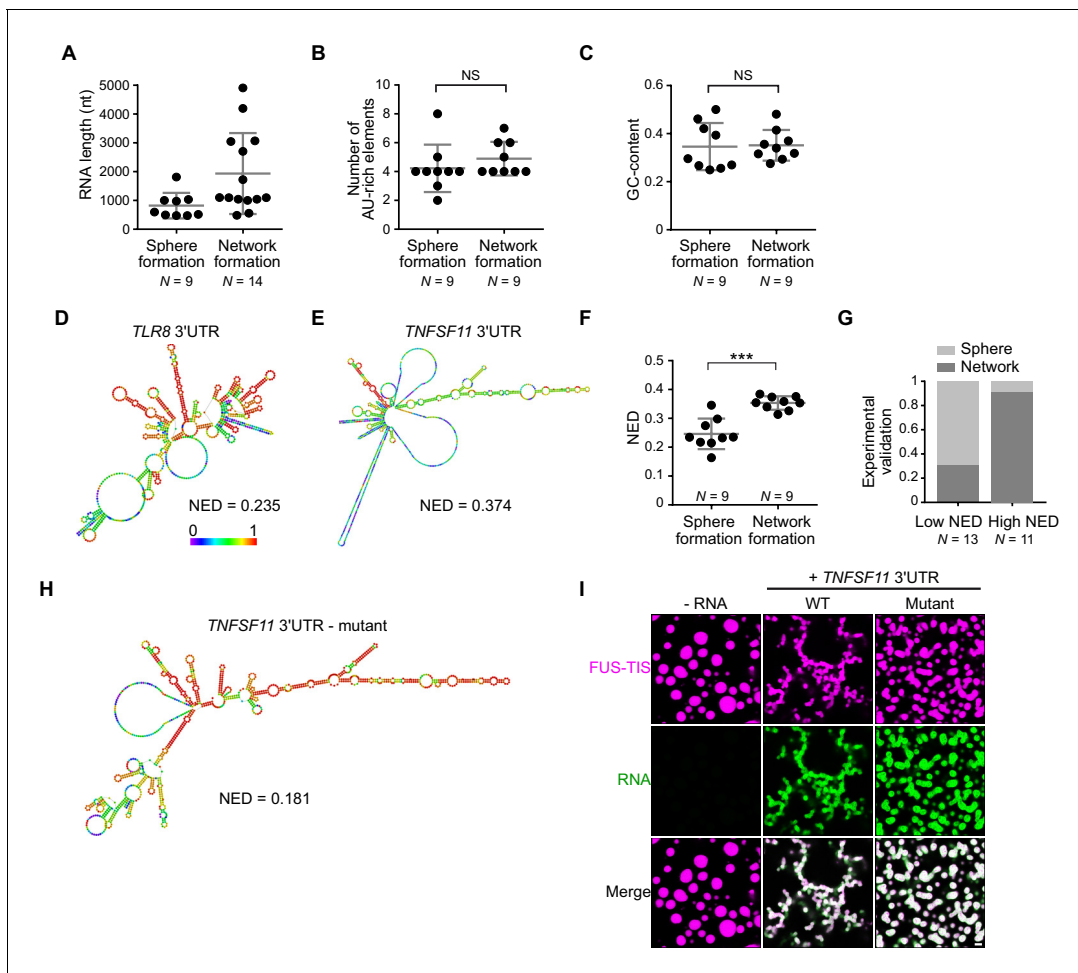 A
RNA length (nt)
5000
4000
3000
2000
1000
0
Sphere formation
N = 9
Network formation
N = 14
B
Number of AU-rich elements
10
8
6
4
2
0
NS
Sphere formation
N = 9
Network formation
N = 9
C
GC-content
0.6
0.4
0.2
0
NS
Sphere formation
N = 9
Network formation
N = 9
D
TLR8 3'UTR
NED = 0.235
0 1
E
TNFSF11 3'UTR
NED = 0.374
F
NED
0.5
0.4
0.3
0.2
0.1
0
***
N = 9
N = 9
Sphere formation
Network formation
G
Sphere
Network
Experimental validation
1
0.8
0.6
0.4
0.2
0
Low NED
N = 13
High NED
N = 11
H
TNFSF11 3'UTR - mutant
NED = 0.181
I
+ TNFSF11 3'UTR
- RNA WT Mutant
FUS-TIS
RNA
Merge